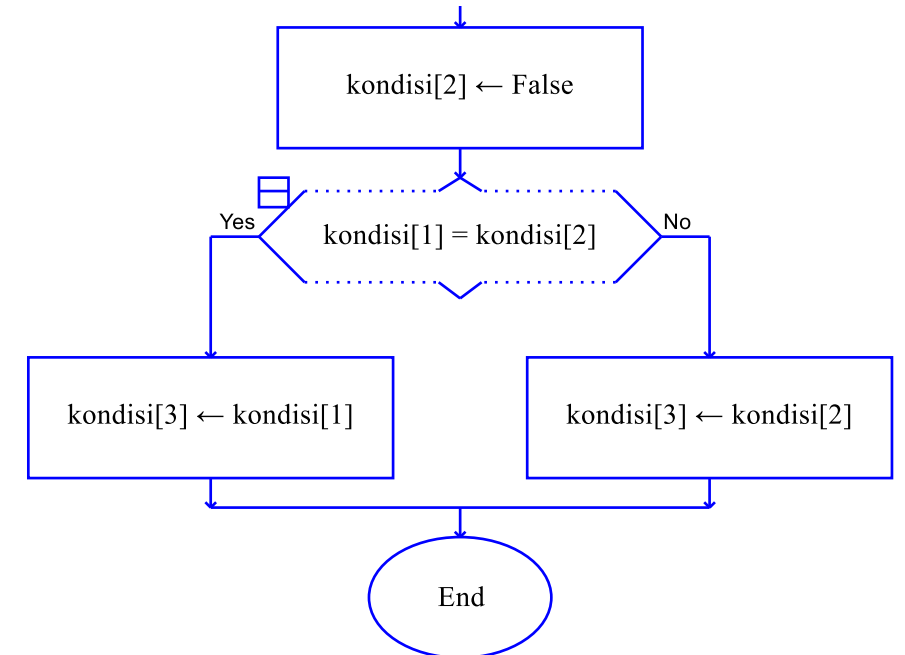 kondisi[2] ← False
kondisi[1] = kondisi[2]
Yes
No
kondisi[3] ← kondisi[1]
kondisi[3] ← kondisi[2]
End